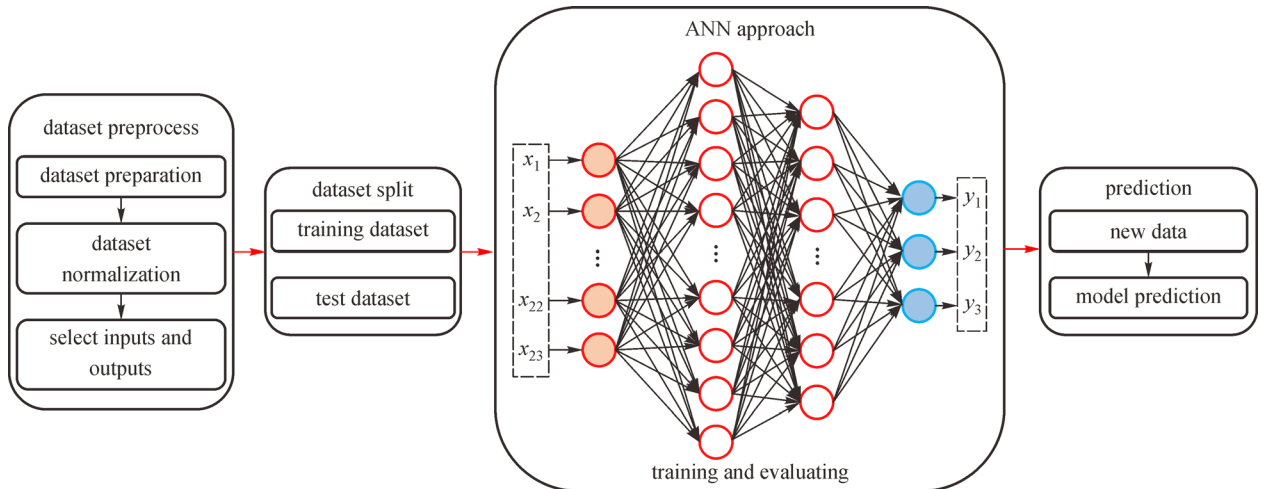 dataset preprocess
dataset preparation
dataset
normalization
select inputs and
outputs
dataset split
training dataset
test dataset
ANN approach
x1
x2
...
x22
x23
...
...
y1
y2
y3
training and evaluating
prediction
new data
model prediction